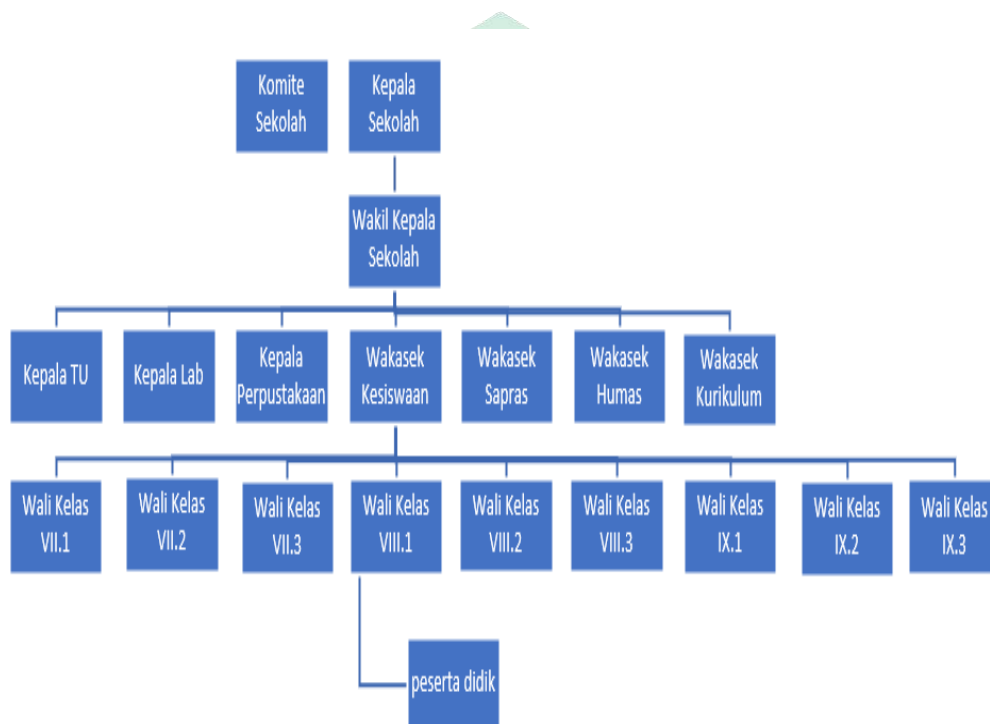 Komite
Sekolah
Kepala
Sekolah
Wakil Kepala
Sekolah
Kepala TU
Kepala Lab
Kepala
Perpustakaan
Wakasek
Kesiswaan
Wakasek
Sapras
Wakasek
Humas
Wakasek
Kurikulum
Wali Kelas
VII.1
Wali Kelas
VII.2
Wali Kelas
VII.3
Wali Kelas
VIII.1
Wali Kelas
VIII.2
Wali Kelas
VIII.3
Wali Kelas
IX.1
Wali Kelas
IX.2
Wali Kelas
IX.3
peserta didik